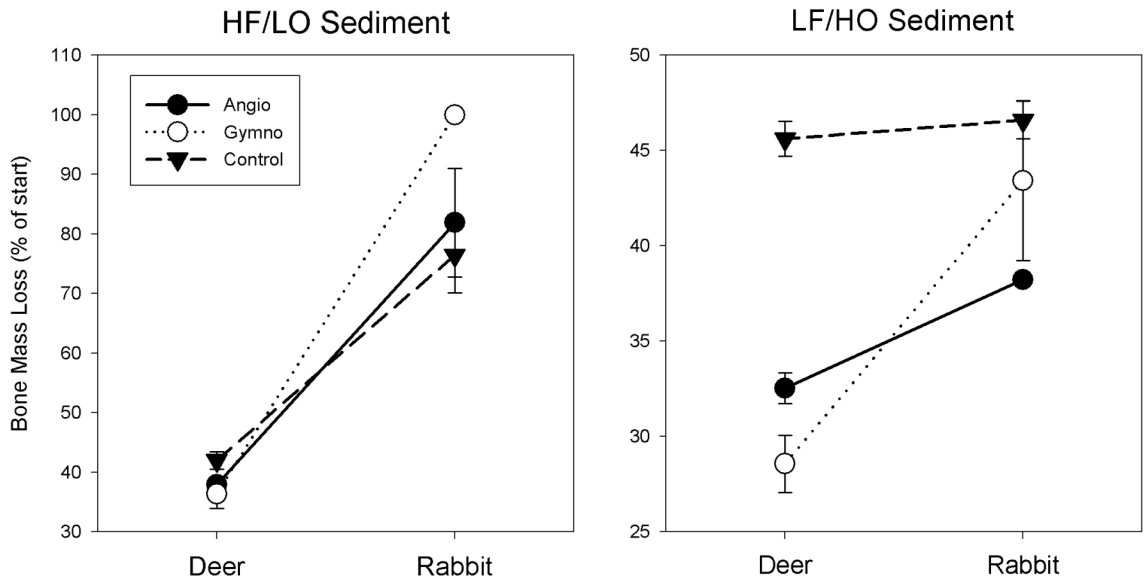 HF/LO Sediment
LF/HO Sediment
Bone Mass Loss (% of start)
110
100
90
80
70
60
50
40
30
Angio
Gymno
Control
Deer
Rabbit
50
45
40
35
30
25
Deer
Rabbit